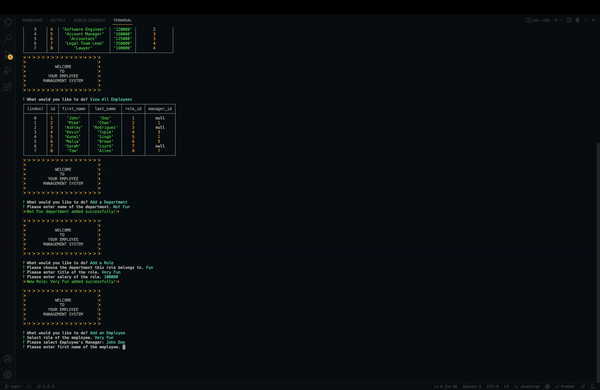 PROBLEMS OUTPUT DEBUG CONSOLE TERMINAL
3 4 'Software Engineer' '120000' 2
4 5 'Account Manager' '160000' 3
5 6 'Accountant' '125000' 3
6 7 'Legal Team Lead' '250000' 4
7 8 'Lawyer' '190000' 4
WELCOME
TO
YOUR EMPLOYEE
MANAGEMENT SYSTEM
? What would you like to do? View All Employees
(index) id first_name last_name role_id manager_id
0 1 'John' 'Doe' 1 null
1 2 'Mike' 'Chan' 2 1
2 3 'Ashley' 'Rodriguez' 3 null
3 4 'Kevin' 'Tupik' 4 3
4 5 'Kunal' 'Singh' 5 1
5 6 'Malia' 'Brown' 6 5
6 7 'Sarah' 'Lourd' 7 null
7 8 'Tom' 'Allen' 8 7
WELCOME
TO
YOUR EMPLOYEE
MANAGEMENT SYSTEM
? What would you like to do? Add a Department
? Please enter name of the department. Not Fun
>Not Fun department added successfully!>
WELCOME
TO
YOUR EMPLOYEE
MANAGEMENT SYSTEM
? What would you like to do? Add a Role
? Please choose the department this role belongs to. Fun
? Please enter title of the role. Very Fun
? Please enter salary of the role. 100000
>New Role: Very Fun added successfully!>
WELCOME
TO
YOUR EMPLOYEE
MANAGEMENT SYSTEM
? What would you like to do? Add an Employee
? Select role of the employee. Very Fun
? Please select Employee's Manager: John Doe
? Please enter first name of the employee.
JavaScript Prettier